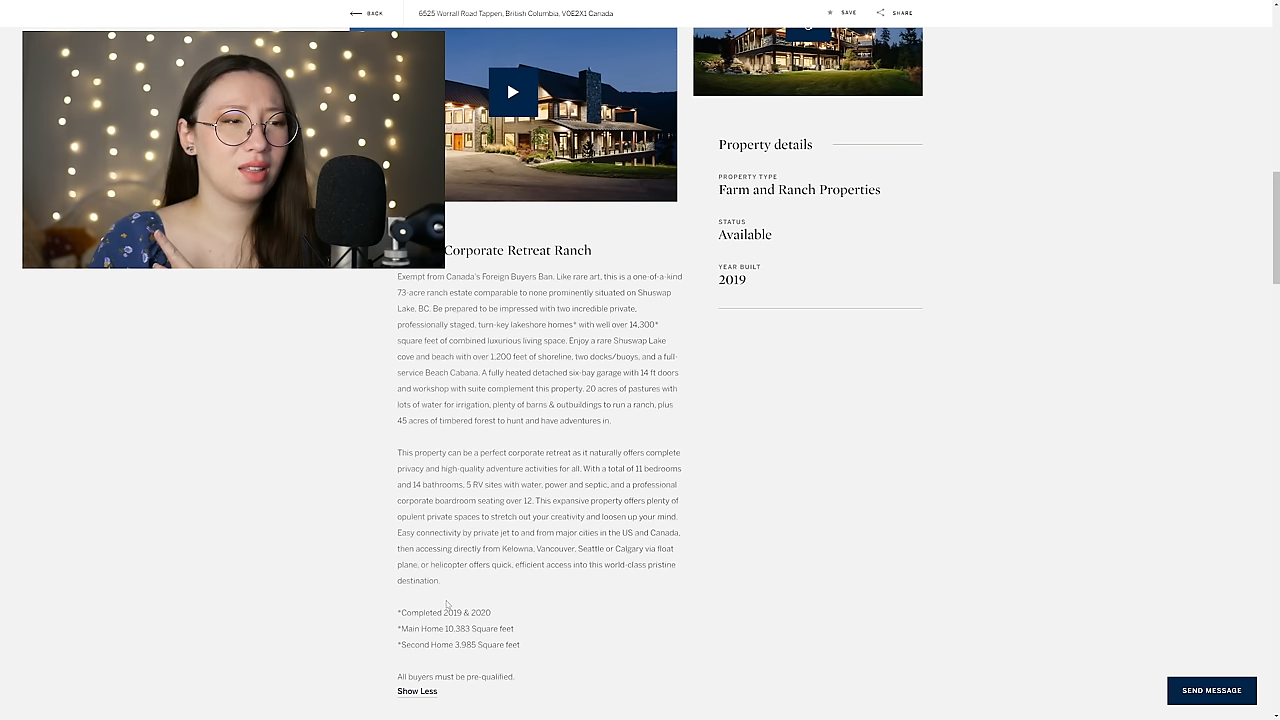 BACK
6525 Worrall Road Tappen, British Columbia, V0E2X1 Canada
SAVE
SHARE
Property details
PROPERTY TYPE
Farm and Ranch Properties
STATUS
Available
YEAR BUILT
2019
Corporate Retreat Ranch
Exempt from Canada's Foreign Buyers Ban. Like rare art, this is a one-of-a-kind
73-acre ranch estate comparable to none prominently situated on Shuswap
Lake, BC. Be prepared to be impressed with two incredible private,
professionally staged, turn-key lakeshore homes* with well over 14,300*
square feet of combined luxurious living space. Enjoy a rare Shuswap Lake
cove and beach with over 1,200 feet of shoreline, two docks/buoys, and a full-
service Beach Cabana. A fully heated detached six-bay garage with 14 ft doors
and workshop with suite complement this property. 20 acres of pastures with
lots of water for irrigation, plenty of barns & outbuildings to run a ranch, plus
45 acres of timbered forest to hunt and have adventures in.
This property can be a perfect corporate retreat as it naturally offers complete
privacy and high-quality adventure activities for all. With a total of 11 bedrooms
and 14 bathrooms, 5 RV sites with water, power and septic, and a professional
corporate boardroom seating over 12. This expansive property offers plenty of
opulent private spaces to stretch out your creativity and loosen up your mind.
Easy connectivity by private jet to and from major cities in the US and Canada,
then accessing directly from Kelowna, Vancouver, Seattle or Calgary via float
plane, or helicopter offers quick, efficient access into this world-class pristine
destination.
*Completed 2019 & 2020
*Main Home 10,383 Square feet
*Second Home 3,985 Square feet
All buyers must be pre-qualified.
Show Less
SEND MESSAGE